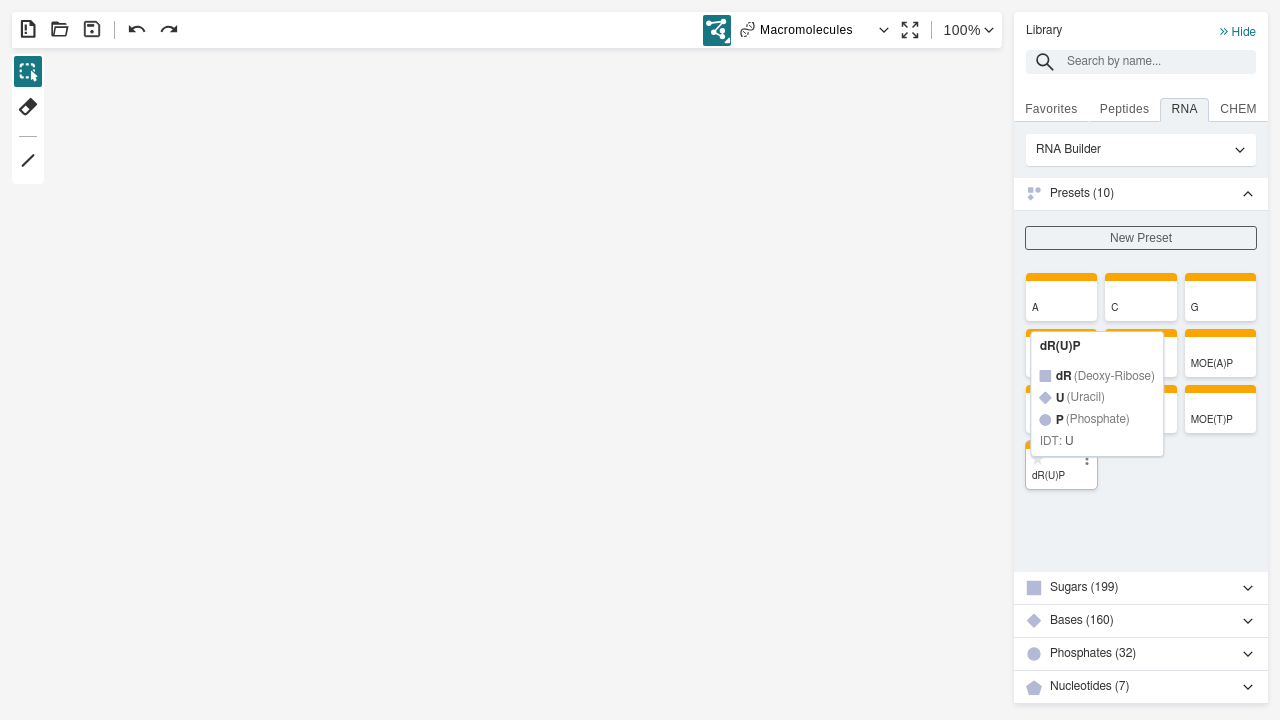 Macromolecules
100%
Library
Hide
Search by name...
Favorites
Peptides
RNA
CHEM
RNA Builder
Presets (10)
New Preset
A
C
G
MOE(A)P
dR(U)P
dR (Deoxy-Ribose)
U (Uracil)
P (Phosphate)
IDT: U
MOE(T)P
dR(U)P
Sugars (199)
Bases (160)
Phosphates (32)
Nucleotides (7)